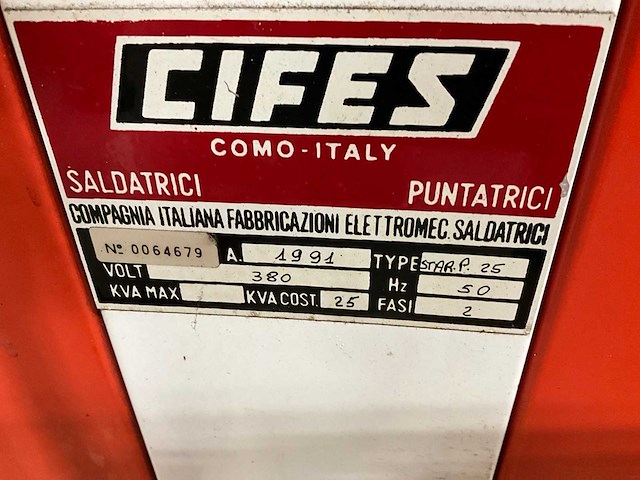 CIFES
COMO-ITALY
SALDATRICI PUNTATRICI
COMPAGNIA ITALIANA FABBRICAZIONI ELETTROMEC. SALDATRICI
No 0064679 A. 1991 TYPE STAR.P. 25
VOLT 380 Hz 50
KVA MAX KVA COST. 25 FASI 2